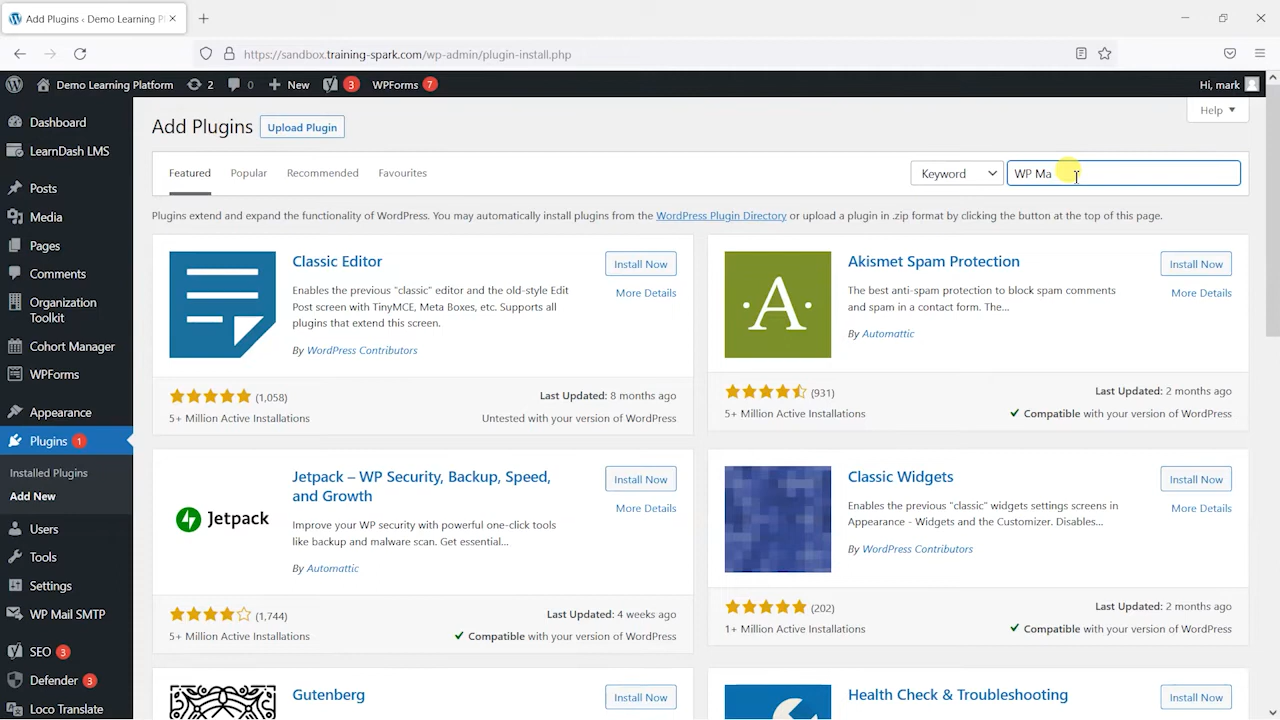 Add Plugins ‹ Demo Learning Pl
https://sandbox.training-spark.com/wp-admin/plugin-install.php
Demo Learning Platform 2 0 New 3 WPForms 7 Hi, mark
Dashboard
LearnDash LMS
Posts
Media
Pages
Comments
Organization
Toolkit
Cohort Manager
WPForms
Appearance
Plugins 1
Installed Plugins
Add New
Users
Tools
Settings
WP Mail SMTP
SEO 3
Defender 3
Loco Translate
Help
Add Plugins Upload Plugin
Featured Popular Recommended Favourites Keyword WP Ma
Plugins extend and expand the functionality of WordPress. You may automatically install plugins from the WordPress Plugin Directory or upload a plugin in .zip format by clicking the button at the top of this page.
Classic Editor
Install Now
More Details
Enables the previous "classic" editor and the old-style Edit
Post screen with TinyMCE, Meta Boxes, etc. Supports all
plugins that extend this screen.
By WordPress Contributors
(1,058)
Last Updated: 8 months ago
5+ Million Active Installations
Untested with your version of WordPress
A
Akismet Spam Protection
Install Now
More Details
The best anti-spam protection to block spam comments
and spam in a contact form. The...
By Automattic
(931)
Last Updated: 2 months ago
5+ Million Active Installations
Compatible with your version of WordPress
Jetpack
Jetpack – WP Security, Backup, Speed,
and Growth
Install Now
More Details
Improve your WP security with powerful one-click tools
like backup and malware scan. Get essential...
By Automattic
(1,744)
Last Updated: 4 weeks ago
5+ Million Active Installations
Compatible with your version of WordPress
Classic Widgets
Install Now
More Details
Enables the previous "classic" widgets settings screens in
Appearance - Widgets and the Customizer. Disables...
By WordPress Contributors
(202)
Last Updated: 2 months ago
1+ Million Active Installations
Compatible with your version of WordPress
Gutenberg
Install Now
Health Check & Troubleshooting
Install Now